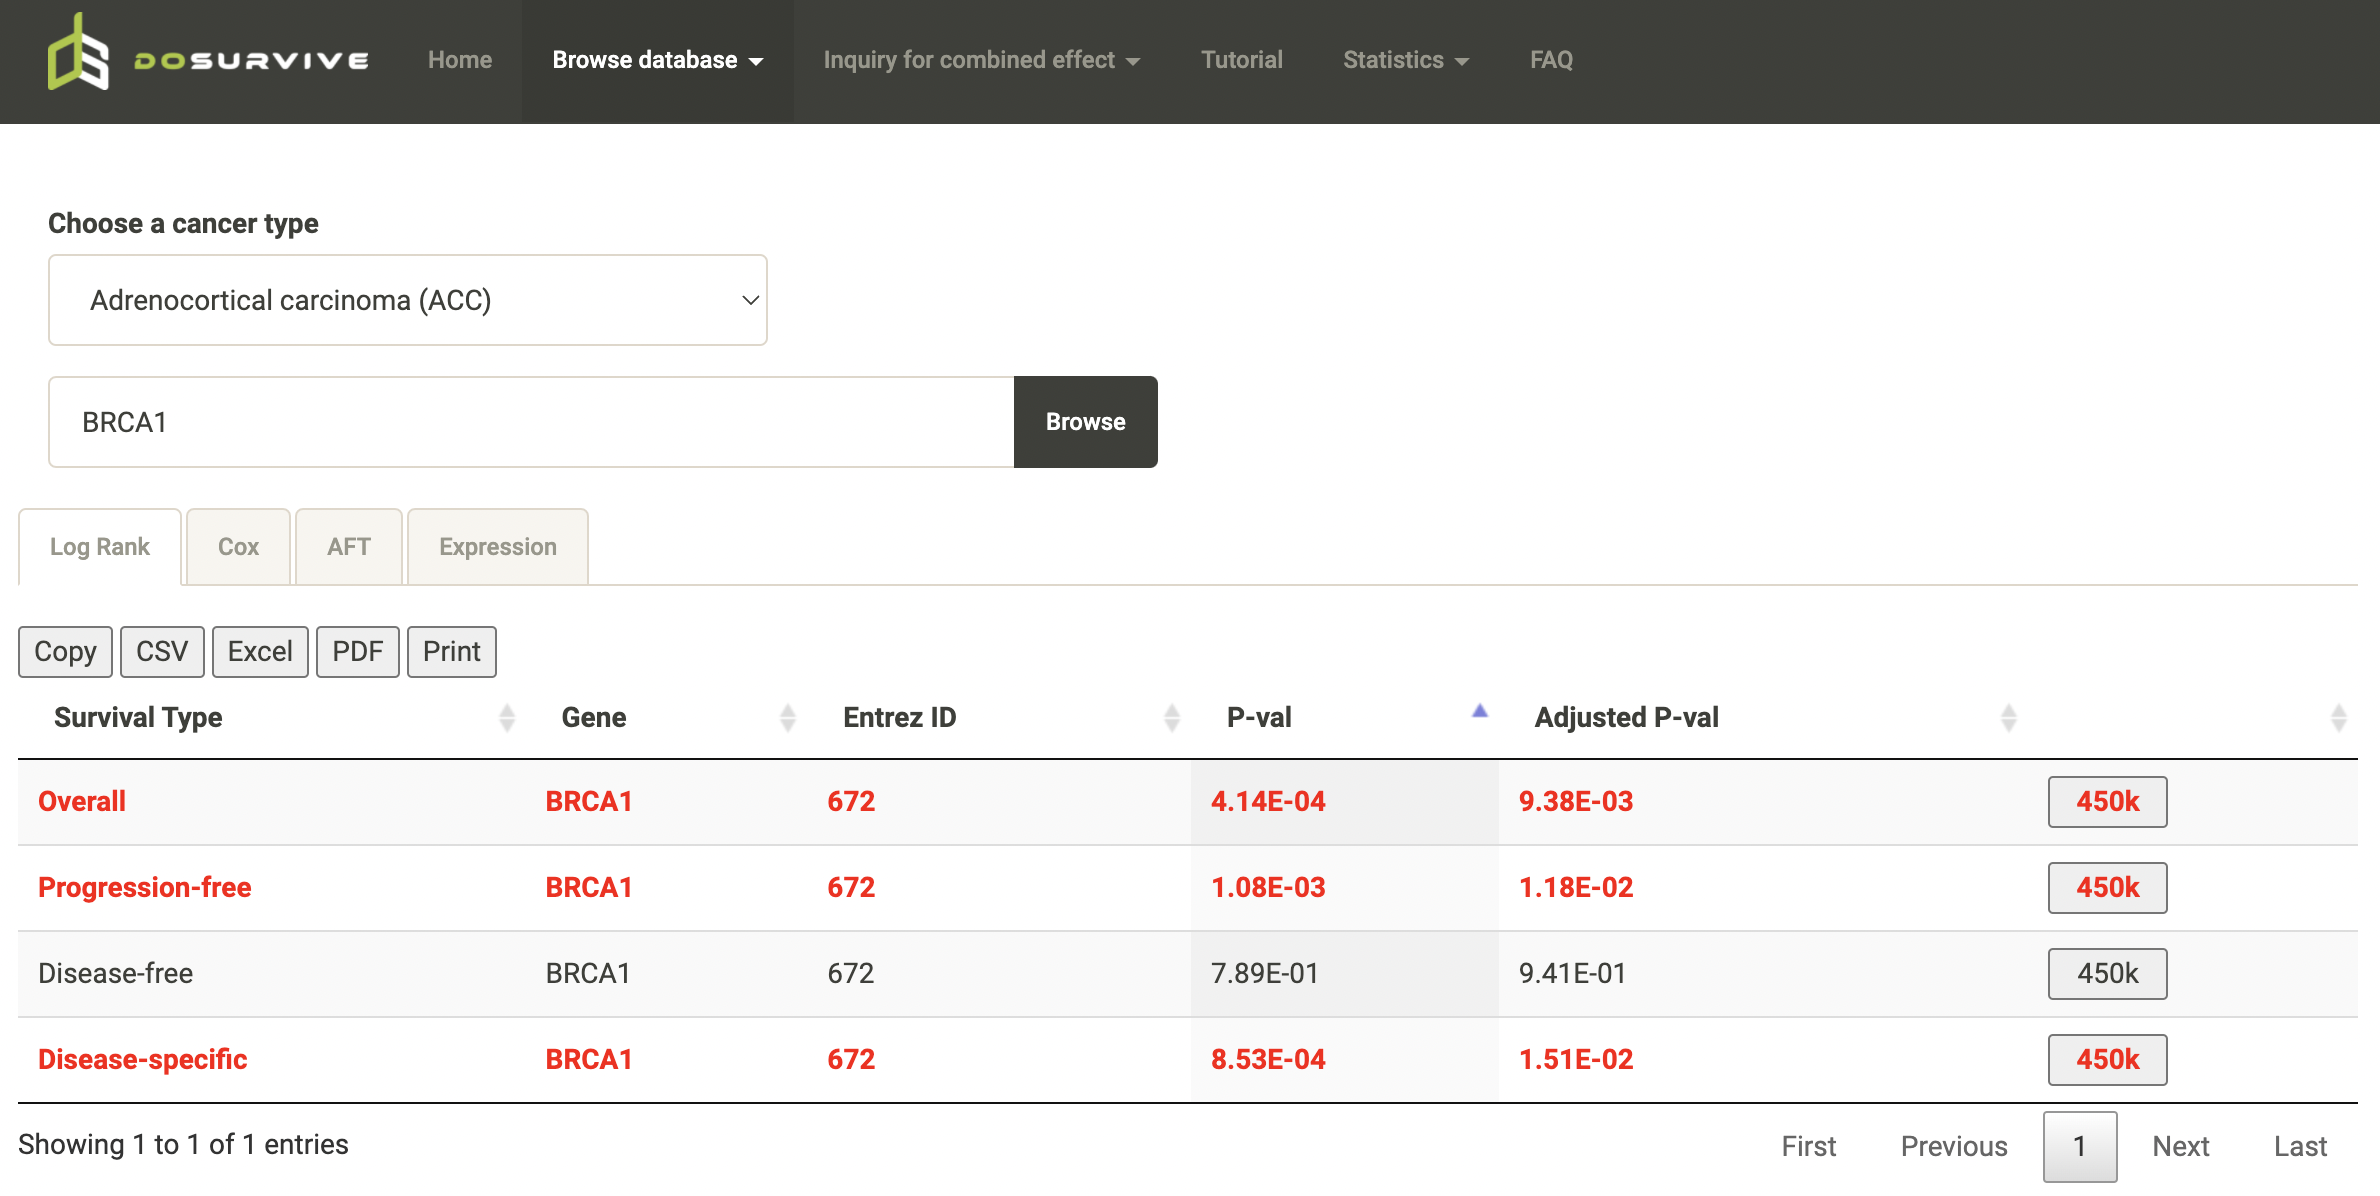 DOSURVIVE Home Browse database Inquiry for combined effect Tutorial Statistics FAQ
Choose a cancer type
Adrenocortical carcinoma (ACC)
BRCA1 Browse
Log Rank Cox AFT Expression
Copy CSV Excel PDF Print
Survival Type Gene Entrez ID P-val Adjusted P-val
Overall BRCA1 672 4.14E-04 9.38E-03 450k
Progression-free BRCA1 672 1.08E-03 1.18E-02 450k
Disease-free BRCA1 672 7.89E-01 9.41E-01 450k
Disease-specific BRCA1 672 8.53E-04 1.51E-02 450k
Showing 1 to 1 of 1 entries First Previous 1 Next Last